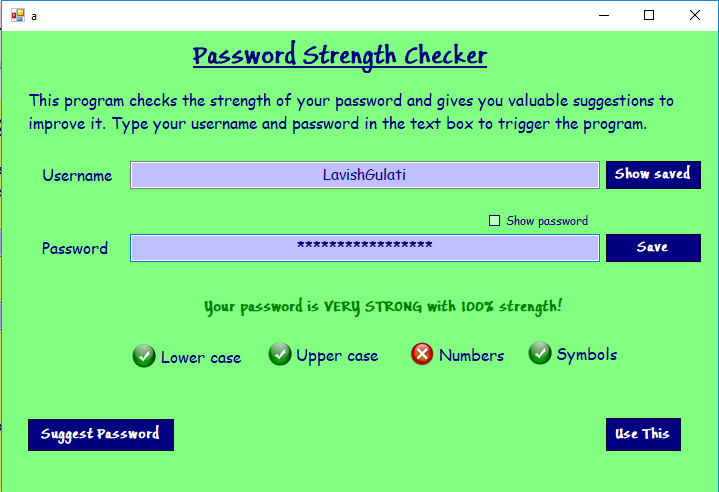 a
Password Strength Checker
This program checks the strength of your password and gives you valuable suggestions to
improve it. Type your username and password in the text box to trigger the program.
Username LavishGulati Show saved
Show password
Password ***************** Save
Your password is VERY STRONG with 100% strength!
Lower case Upper case Numbers Symbols
Suggest Password Use This